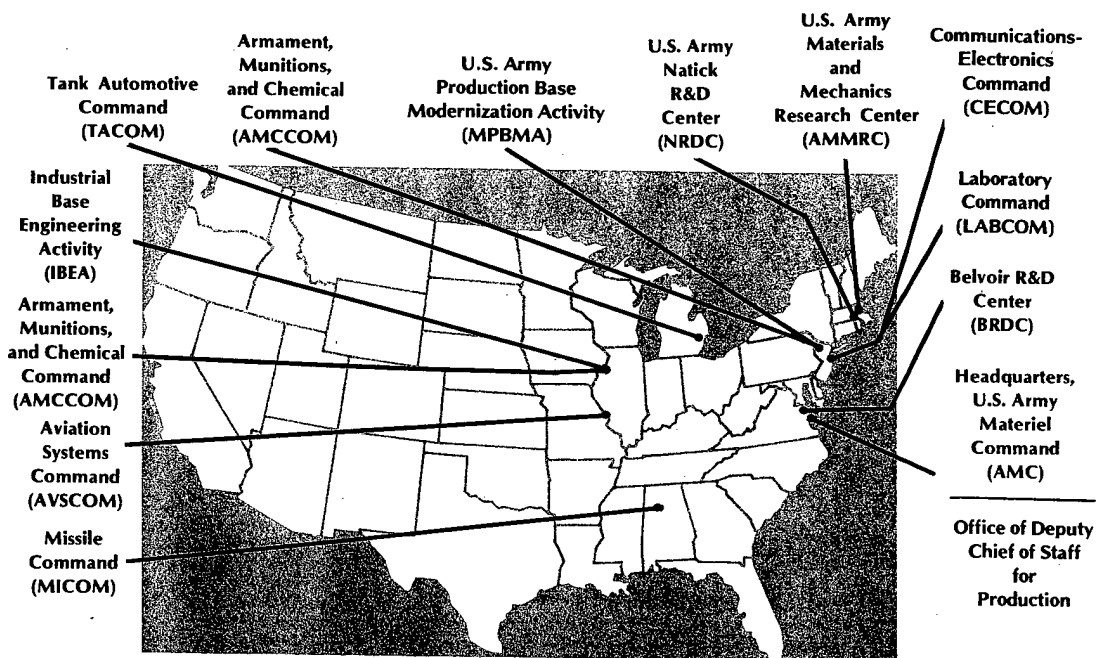 Tank Automotive
Command
(TACOM)
Armament,
Munitions,
and Chemical
Command
(AMCCOM)
U.S. Army
Production Base
Modernization Activity
(MPBMA)
U.S. Army
Natick
R&D
Center
(NRDC)
U.S. Army
Materials
and
Mechanics
Research Center
(AMMRC)
Communications-
Electronics
Command
(CECOM)
Laboratory
Command
(LABCOM)
Belvoir R&D
Center
(BRDC)
Headquarters,
U.S. Army
Materiel
Command
(AMC)
Office of Deputy
Chief of Staff
for
Production
Industrial
Base
Engineering
Activity
(IBEA)
Armament,
Munitions,
and Chemical
Command
(AMCCOM)
Aviation
Systems
Command
(AVSCOM)
Missile
Command
(MICOM)